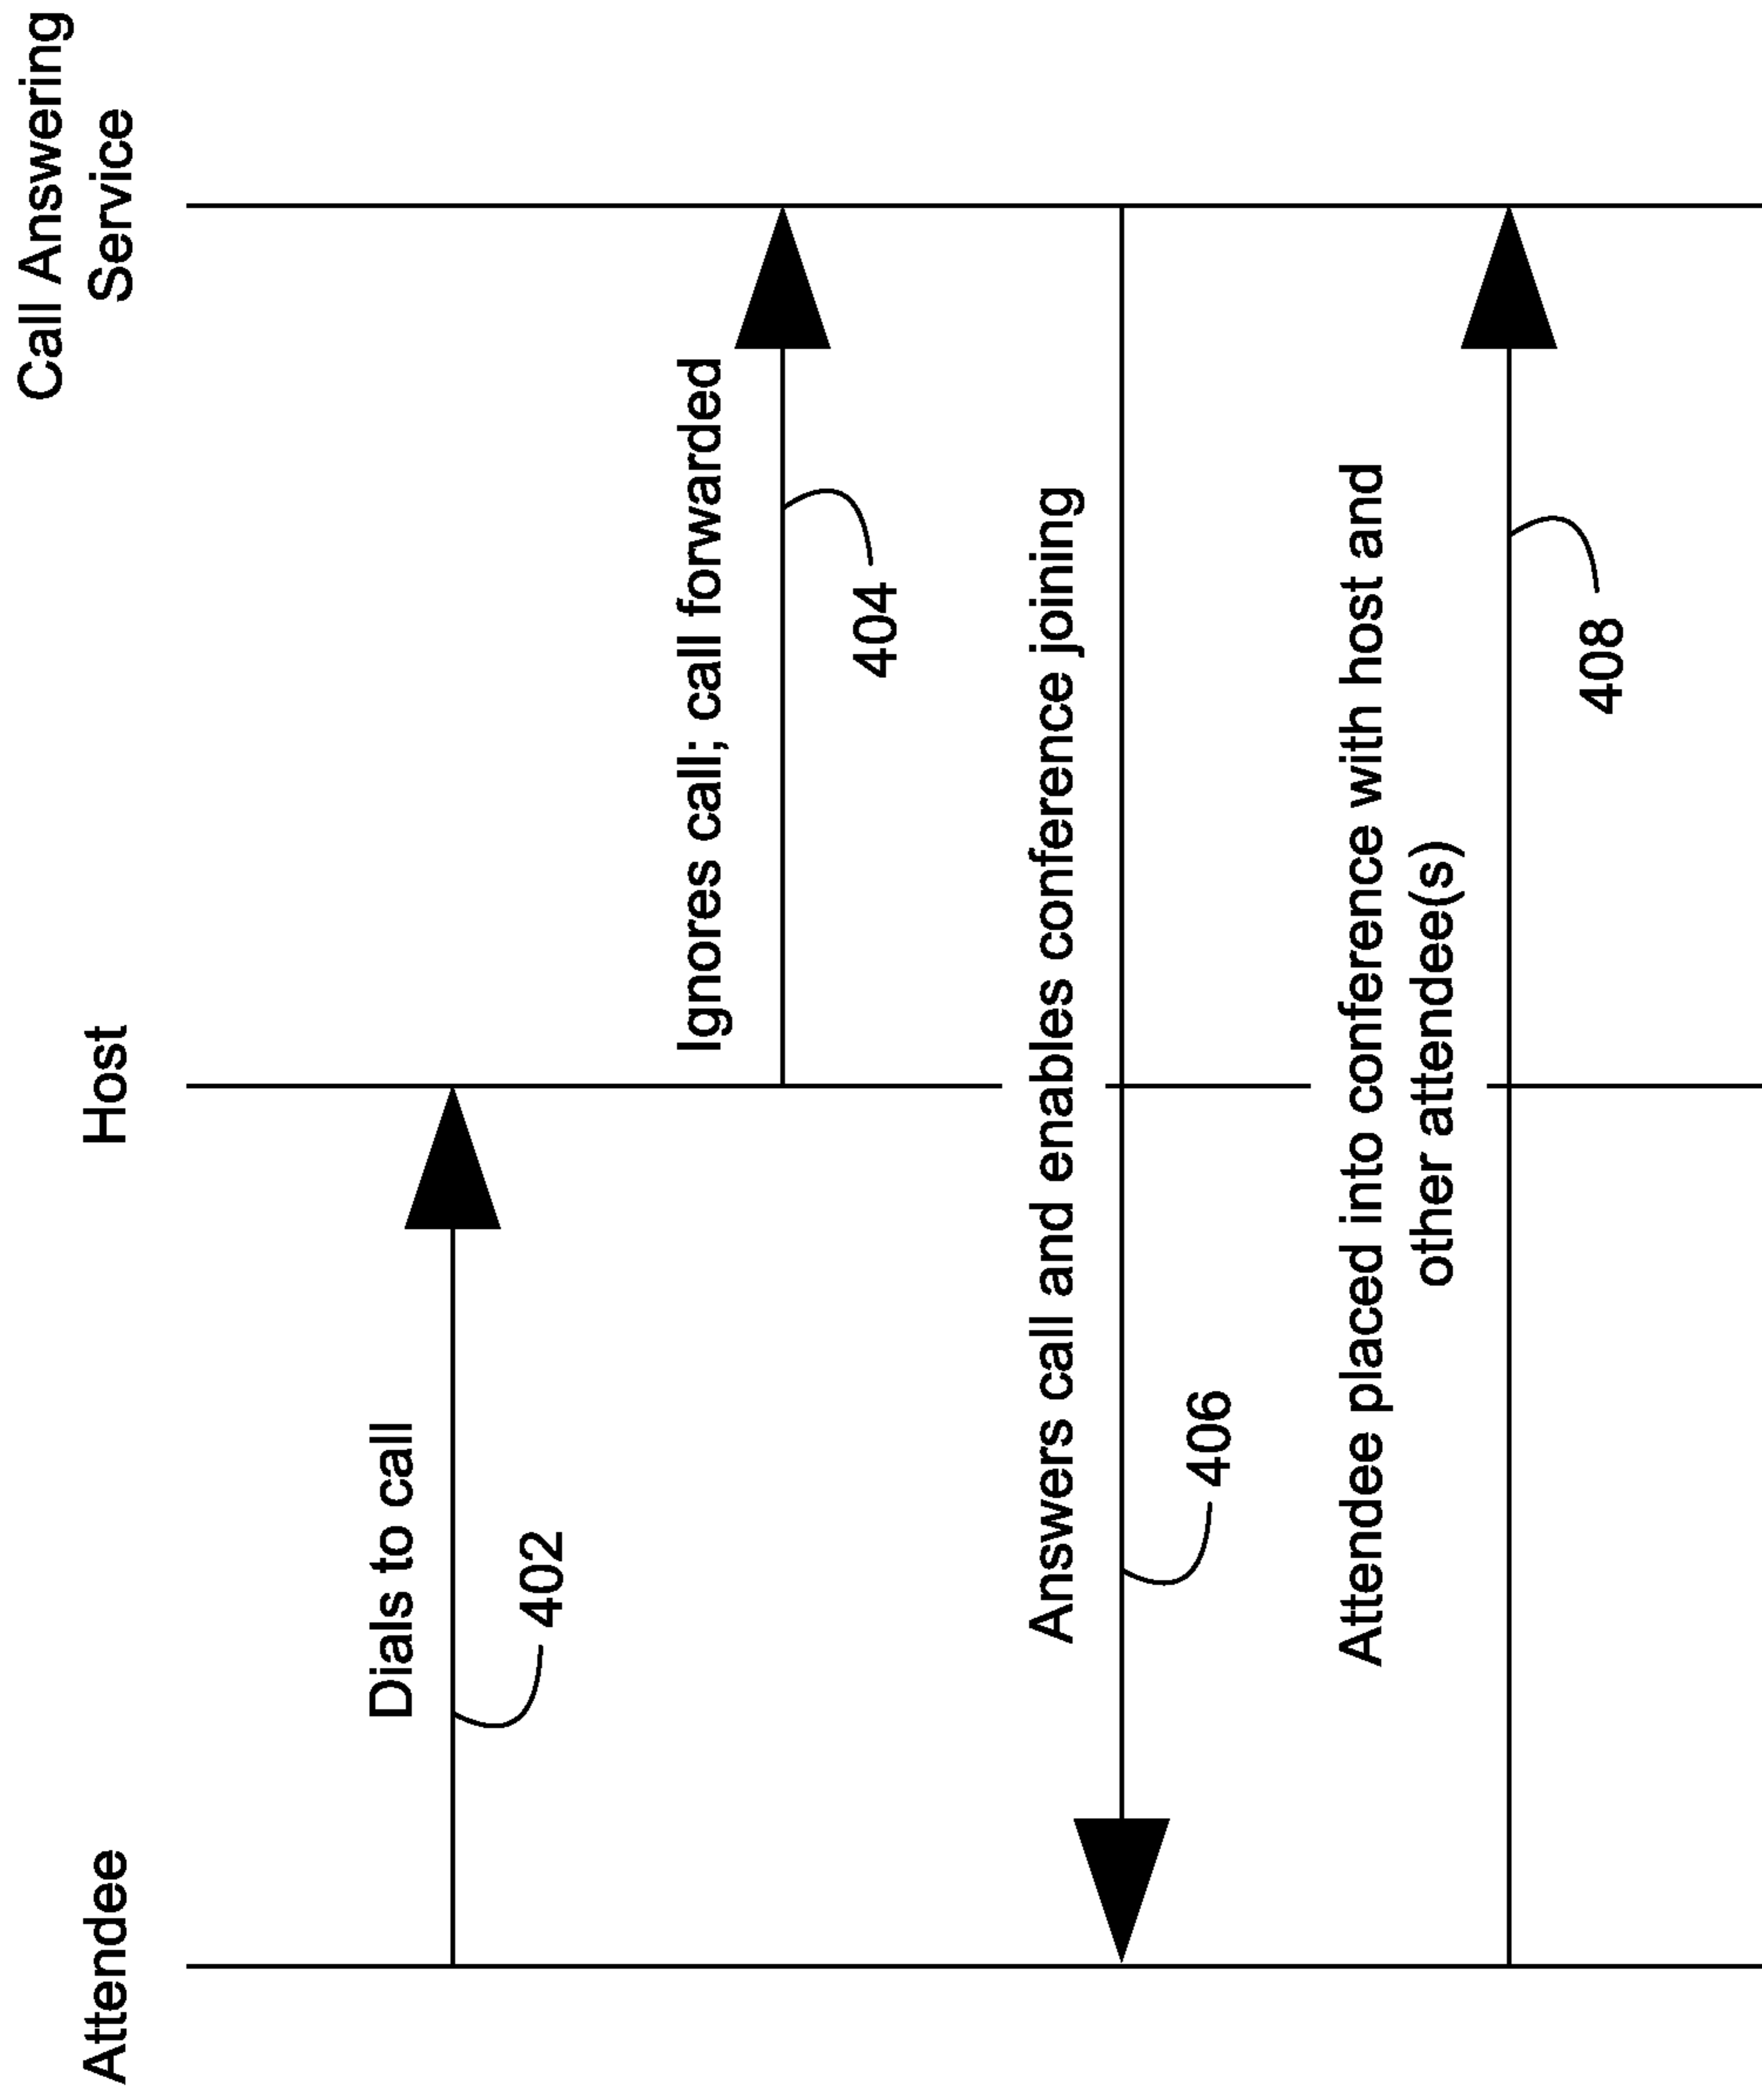 Attendee
Host
Call Answering
Service
Dials to call
402
Ignores call; call forwarded
404
Answers call and enables conference joining
406
Attendee placed into conference with host and
other attendee(s)
408